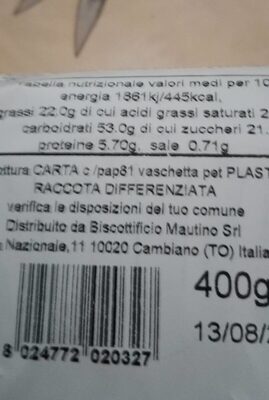 Tabella nutrizionale valori medi per 10
energia 1861kj/445kcal,
grassi 22.0g di cui acidi grassi saturati 2
carboidrati 53.0g di cui zuccheri 21.
proteine 5.70g, sale 0.71g
ttura CARTA c /pap81 vaschetta pet PLAST
RACCOTA DIFFERENZIATA
verifica le disposizioni del tuo comune
Distribuito da Biscottificio Mautino Srl
Nazionale,11 10020 Cambiano (TO) Italia
400g
13/08/
8 024772 020327